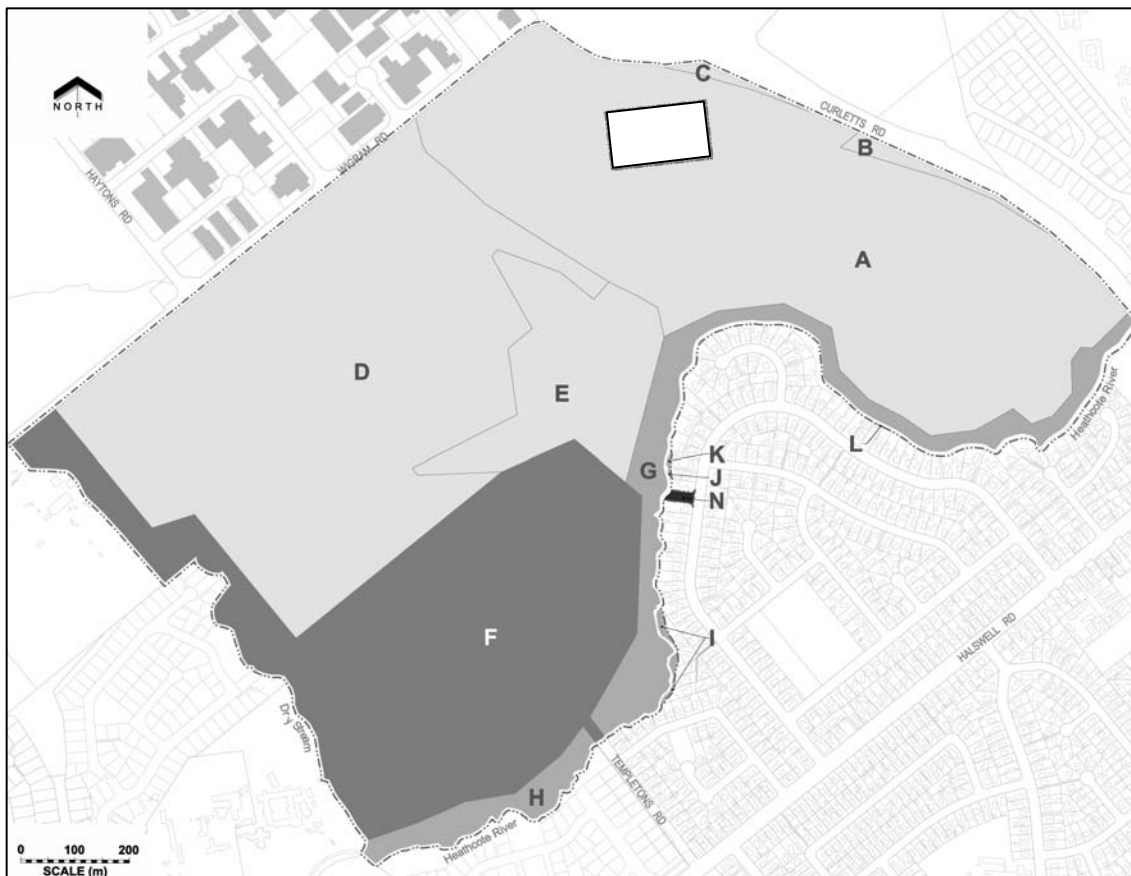 NORTH
C
CURLETTS RD
B
WIGRAM RD
HAYTONS RD
A
D
E
Heathcote River
L
K
G
J
N
F
I
HALSWELL RD
Dry Stream
TEMPLETONS RD
H
Heathcote River
0 100 200
SCALE (m)